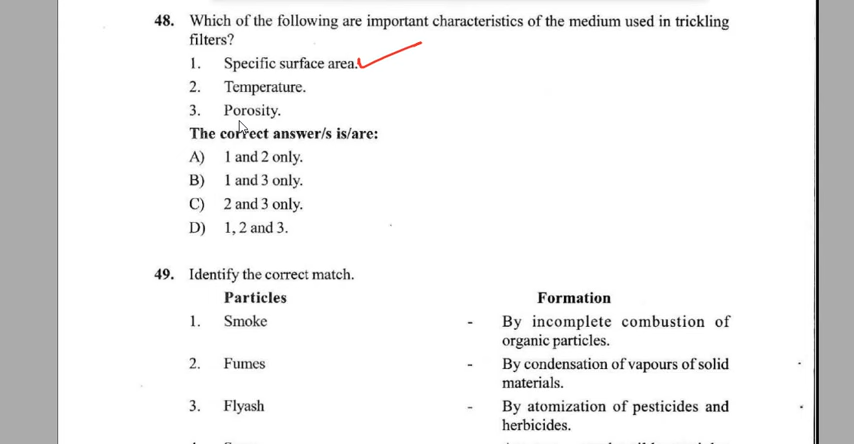 48. Which of the following are important characteristics of the medium used in trickling
filters?
1. Specific surface area.
2. Temperature.
3. Porosity.
The correct answer/s is/are:
A) 1 and 2 only.
B) 1 and 3 only.
C) 2 and 3 only.
D) 1, 2 and 3.
49. Identify the correct match.
Particles Formation
1. Smoke - By incomplete combustion of
organic particles.
2. Fumes - By condensation of vapours of solid
materials.
3. Flyash - By atomization of pesticides and
herbicides.